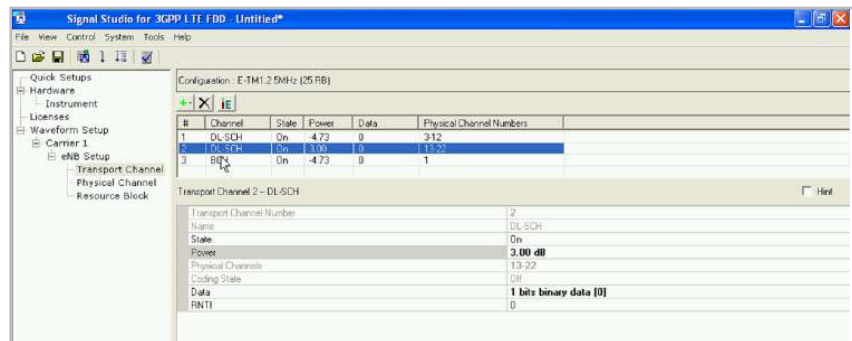 Signal Studio for 3GPP LTE FDD - Untitled*
File View Control System Tools Help
Quick Setups
Hardware
Instrument
Licenses
Waveform Setup
Carrier 1
eNB Setup
Transport Channel
Physical Channel
Resource Block
Configuration : E-TM1.2 5MHz (25 RB)
# Channel State Power Data Physical Channel Numbers
1 DL-SCH On -4.73 0 3-12
2 DL-SCH On 3.00 0 13-22
3 On -4.73 0 1
Transport Channel 2 -- DL-SCH
Hint
Transport Channel Number 2
Name DL-SCH
State On
Power 3.00 dB
Physical Channels 13-22
Coding State Off
Data 1 bits binary data [0]
RNTI 0